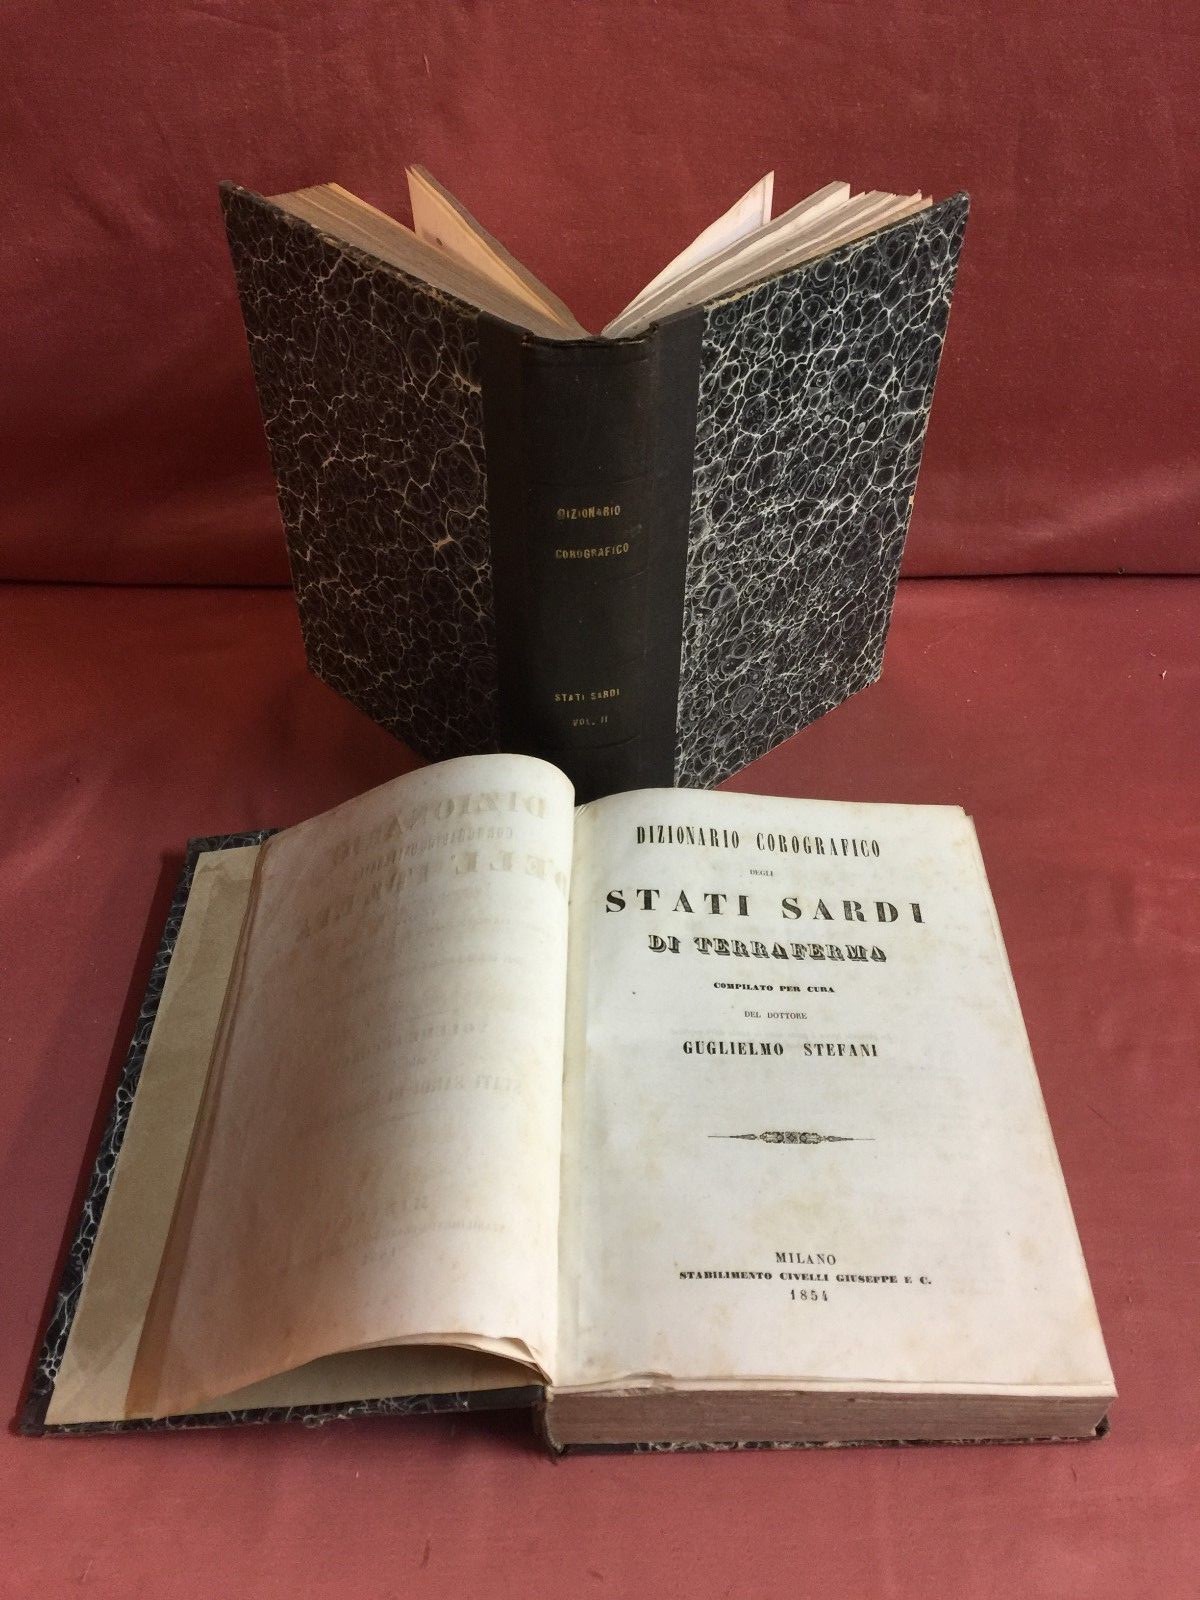 DIZIONARIO
COROGRAFICO
STATI SARDI
VOL. II
DIZIONARIO COROGRAFICO
DEGLI
STATI SARDI
DI TERRAFERMA
COMPILATO PER CURA
DEL DOTTORE
GUGLIELMO STEFANI
MILANO
STABILIMENTO CIVELLI GIUSEPPE E C.
1854